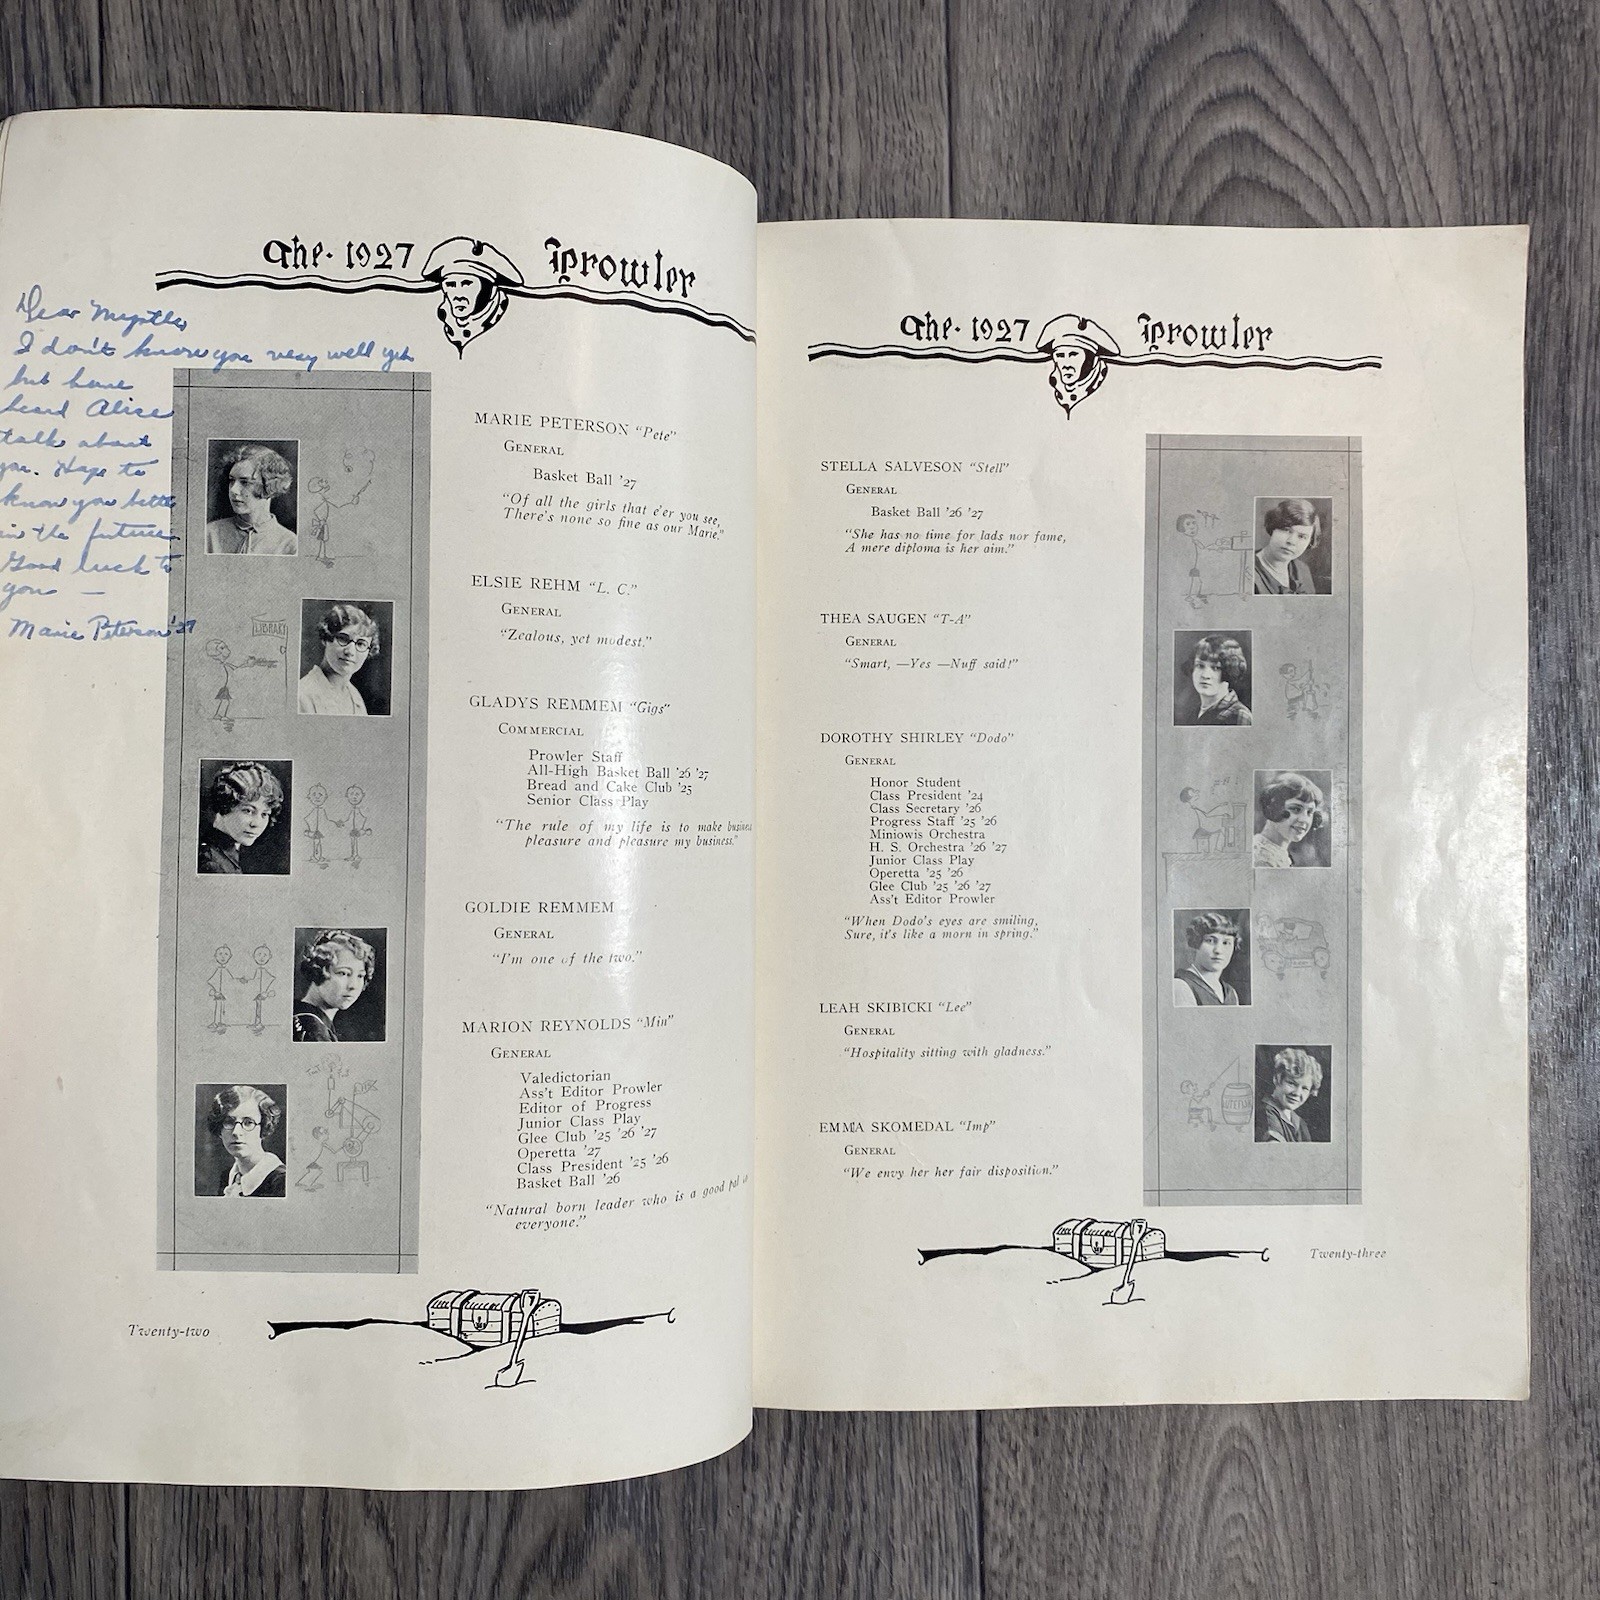 The · 1927 Prowler
Dear Myrtle,
I don't know you very well yet
but have
heard Alice
talk about
you. Hope to
know you better
in the future
Good luck to
you —
Marie Peterson '27
LIBRARY
MARIE PETERSON "Pete"
GENERAL
Basket Ball '27
"Of all the girls that e'er you see,
There's none so fine as our Marie."
ELSIE REHM "L. C."
GENERAL
"Zealous, yet modest."
GLADYS REMMEM "Gigs"
COMMERCIAL
Prowler Staff
All-High Basket Ball '26 '27
Bread and Cake Club '25
Senior Class Play
"The rule of my life is to make business
pleasure and pleasure my business."
GOLDIE REMMEM
GENERAL
"I'm one of the two."
MARION REYNOLDS "Min"
GENERAL
Valedictorian
Ass't Editor Prowler
Editor of Progress
Junior Class Play
Glee Club '25 '26 '27
Operetta '27
Class President '25 '26
Basket Ball '26
"Natural born leader who is a good pal
everyone."
Twenty-two
The · 1927 Prowler
STELLA SALVESON "Stell"
GENERAL
Basket Ball '26 '27
"She has no time for lads nor fame,
A mere diploma is her aim."
THEA SAUGEN "T-A"
GENERAL
"Smart, —Yes —Nuff said!"
DOROTHY SHIRLEY "Dodo"
GENERAL
Honor Student
Class President '24
Class Secretary '26
Progress Staff '25 '26
Miniowis Orchestra
H. S. Orchestra '26 '27
Junior Class Play
Operetta '25 '26
Glee Club '25 '26 '27
Ass't Editor Prowler
"When Dodo's eyes are smiling,
Sure, it's like a morn in spring."
LEAH SKIBICKI "Lee"
GENERAL
"Hospitality sitting with gladness."
EMMA SKOMEDAL "Imp"
GENERAL
"We envy her her fair disposition."
Twenty-three